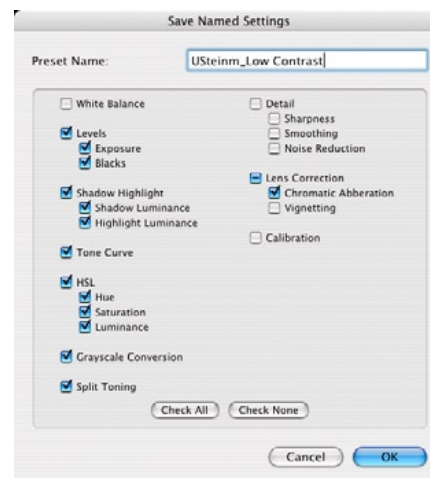 Save Named Settings
Preset Name:
USteinm_Low Contrast
White Balance
Levels
Exposure
Blacks
Shadow Highlight
Shadow Luminance
Highlight Luminance
Tone Curve
HSL
Hue
Saturation
Luminance
Grayscale Conversion
Split Toning
Detail
Sharpness
Smoothing
Noise Reduction
Lens Correction
Chromatic Abberation
Vignetting
Calibration
Check All
Check None
Cancel
OK